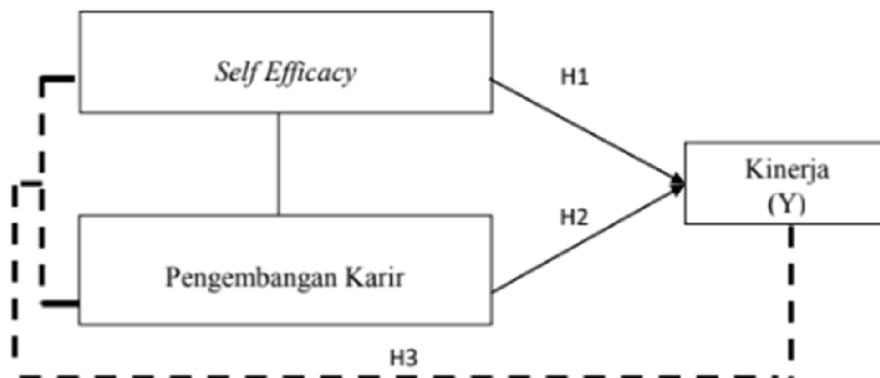 Self Efficacy
H1
Kinerja
(Y)
H2
Pengembangan Karir
H3